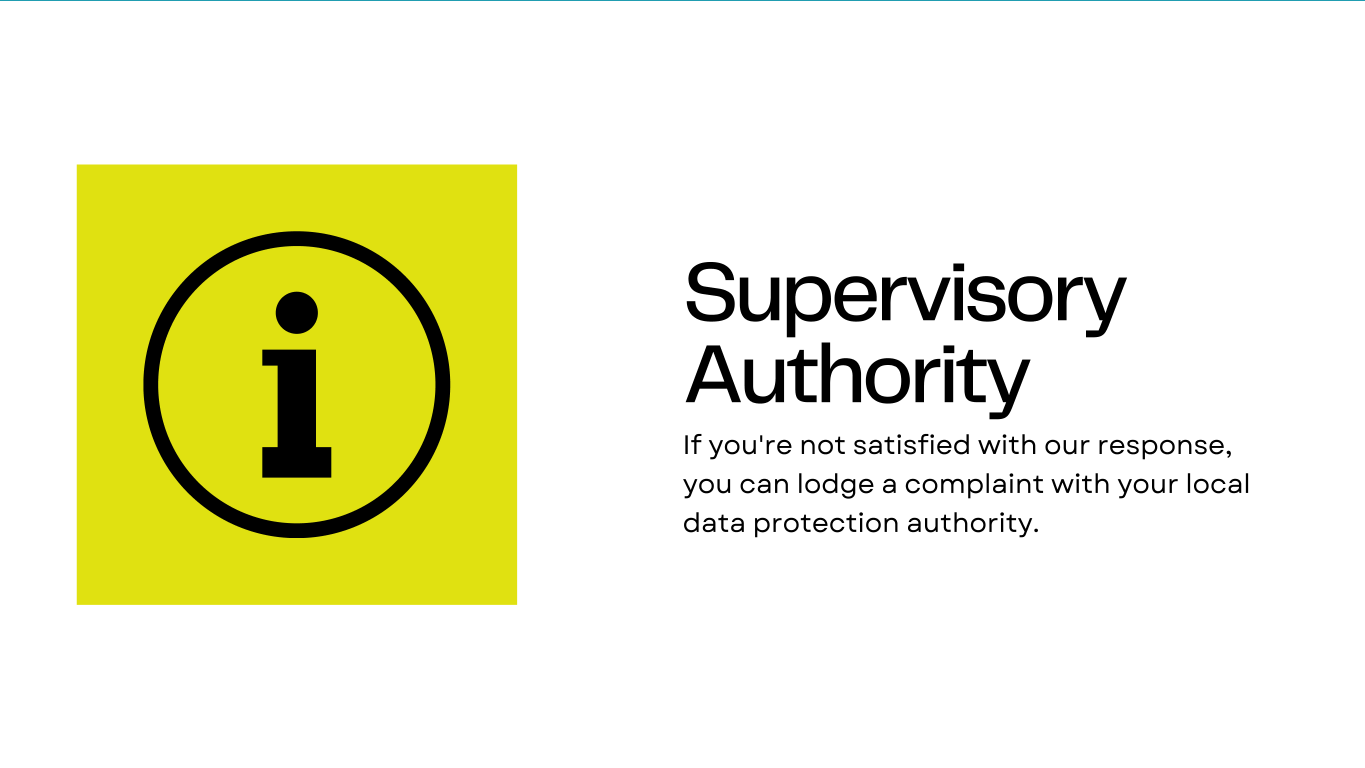 Supervisory
Authority
If you're not satisfied with our response,
you can lodge a complaint with your local
data protection authority.